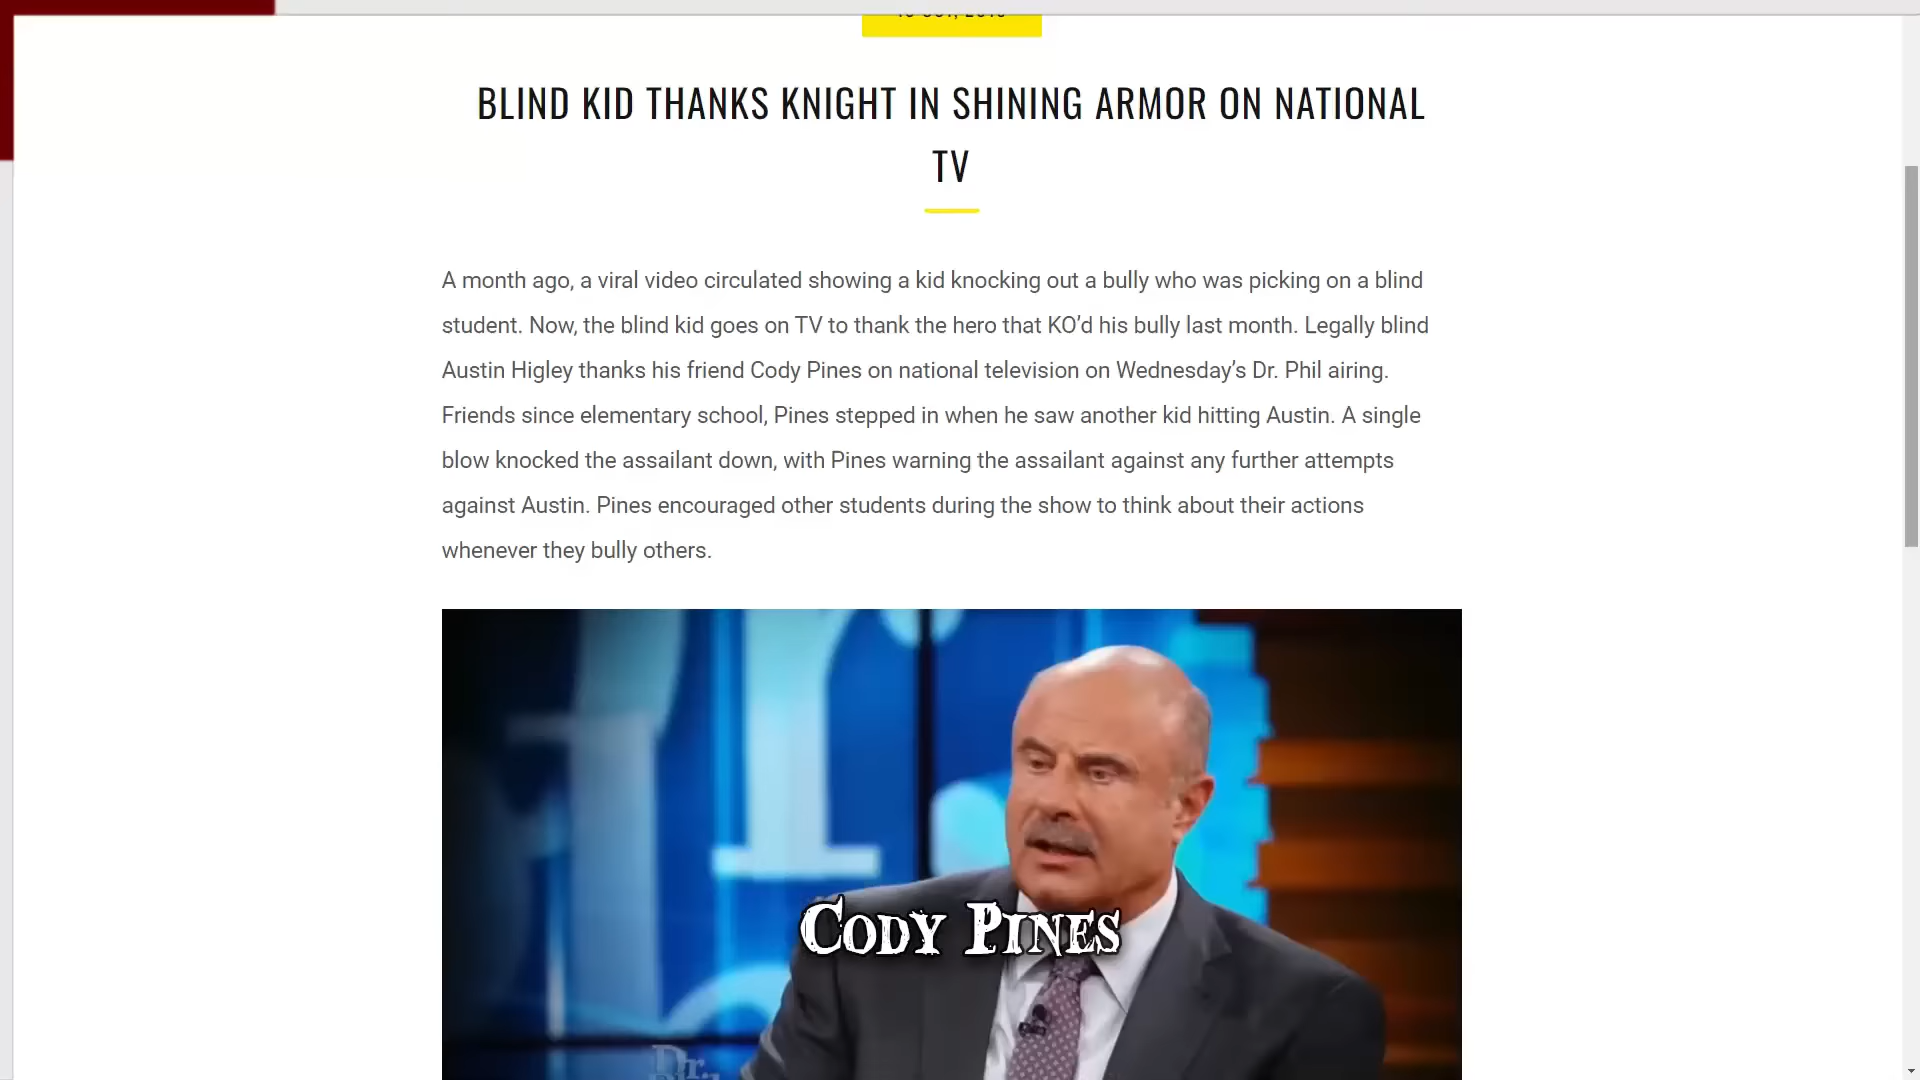 BLIND KID THANKS KNIGHT IN SHINING ARMOR ON NATIONAL
TV
A month ago, a viral video circulated showing a kid knocking out a bully who was picking on a blind
student. Now, the blind kid goes on TV to thank the hero that KO’d his bully last month. Legally blind
Austin Higley thanks his friend Cody Pines on national television on Wednesday’s Dr. Phil airing.
Friends since elementary school, Pines stepped in when he saw another kid hitting Austin. A single
blow knocked the assailant down, with Pines warning the assailant against any further attempts
against Austin. Pines encouraged other students during the show to think about their actions
whenever they bully others.
CODY PINES
Dr.